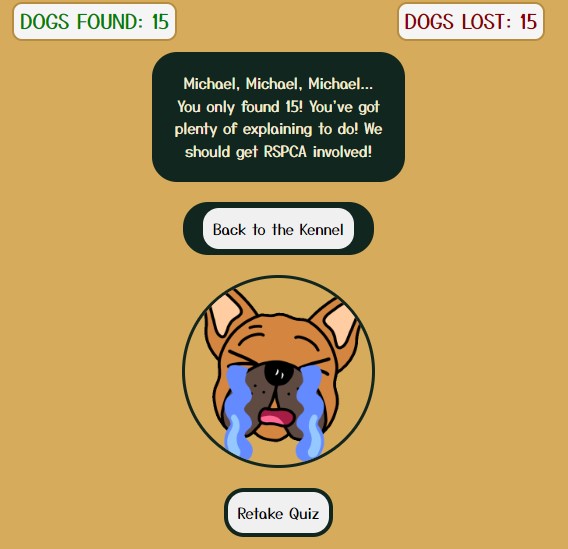 DOGS FOUND: 15
DOGS LOST: 15
Michael, Michael, Michael...
You only found 15! You've got
plenty of explaining to do! We
should get RSPCA involved!
Back to the Kennel
Retake Quiz